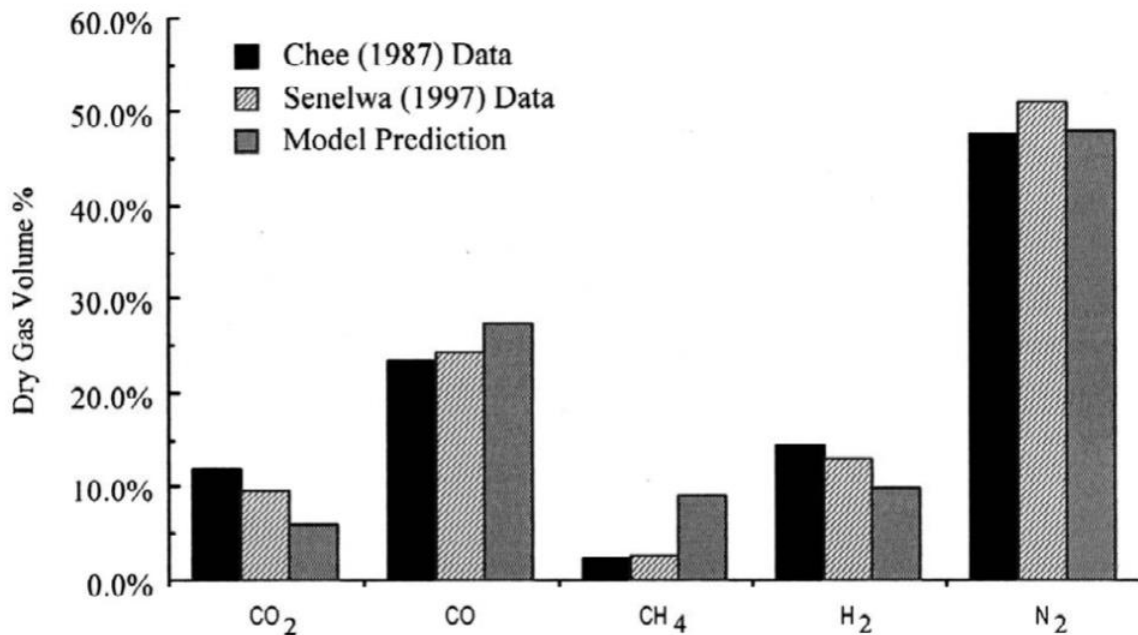 60.0%
50.0%
40.0%
30.0%
20.0%
10.0%
0.0%
Dry Gas Volume %
Chee (1987) Data
Senelwa (1997) Data
Model Prediction
CO2 CO CH4 H2 N2